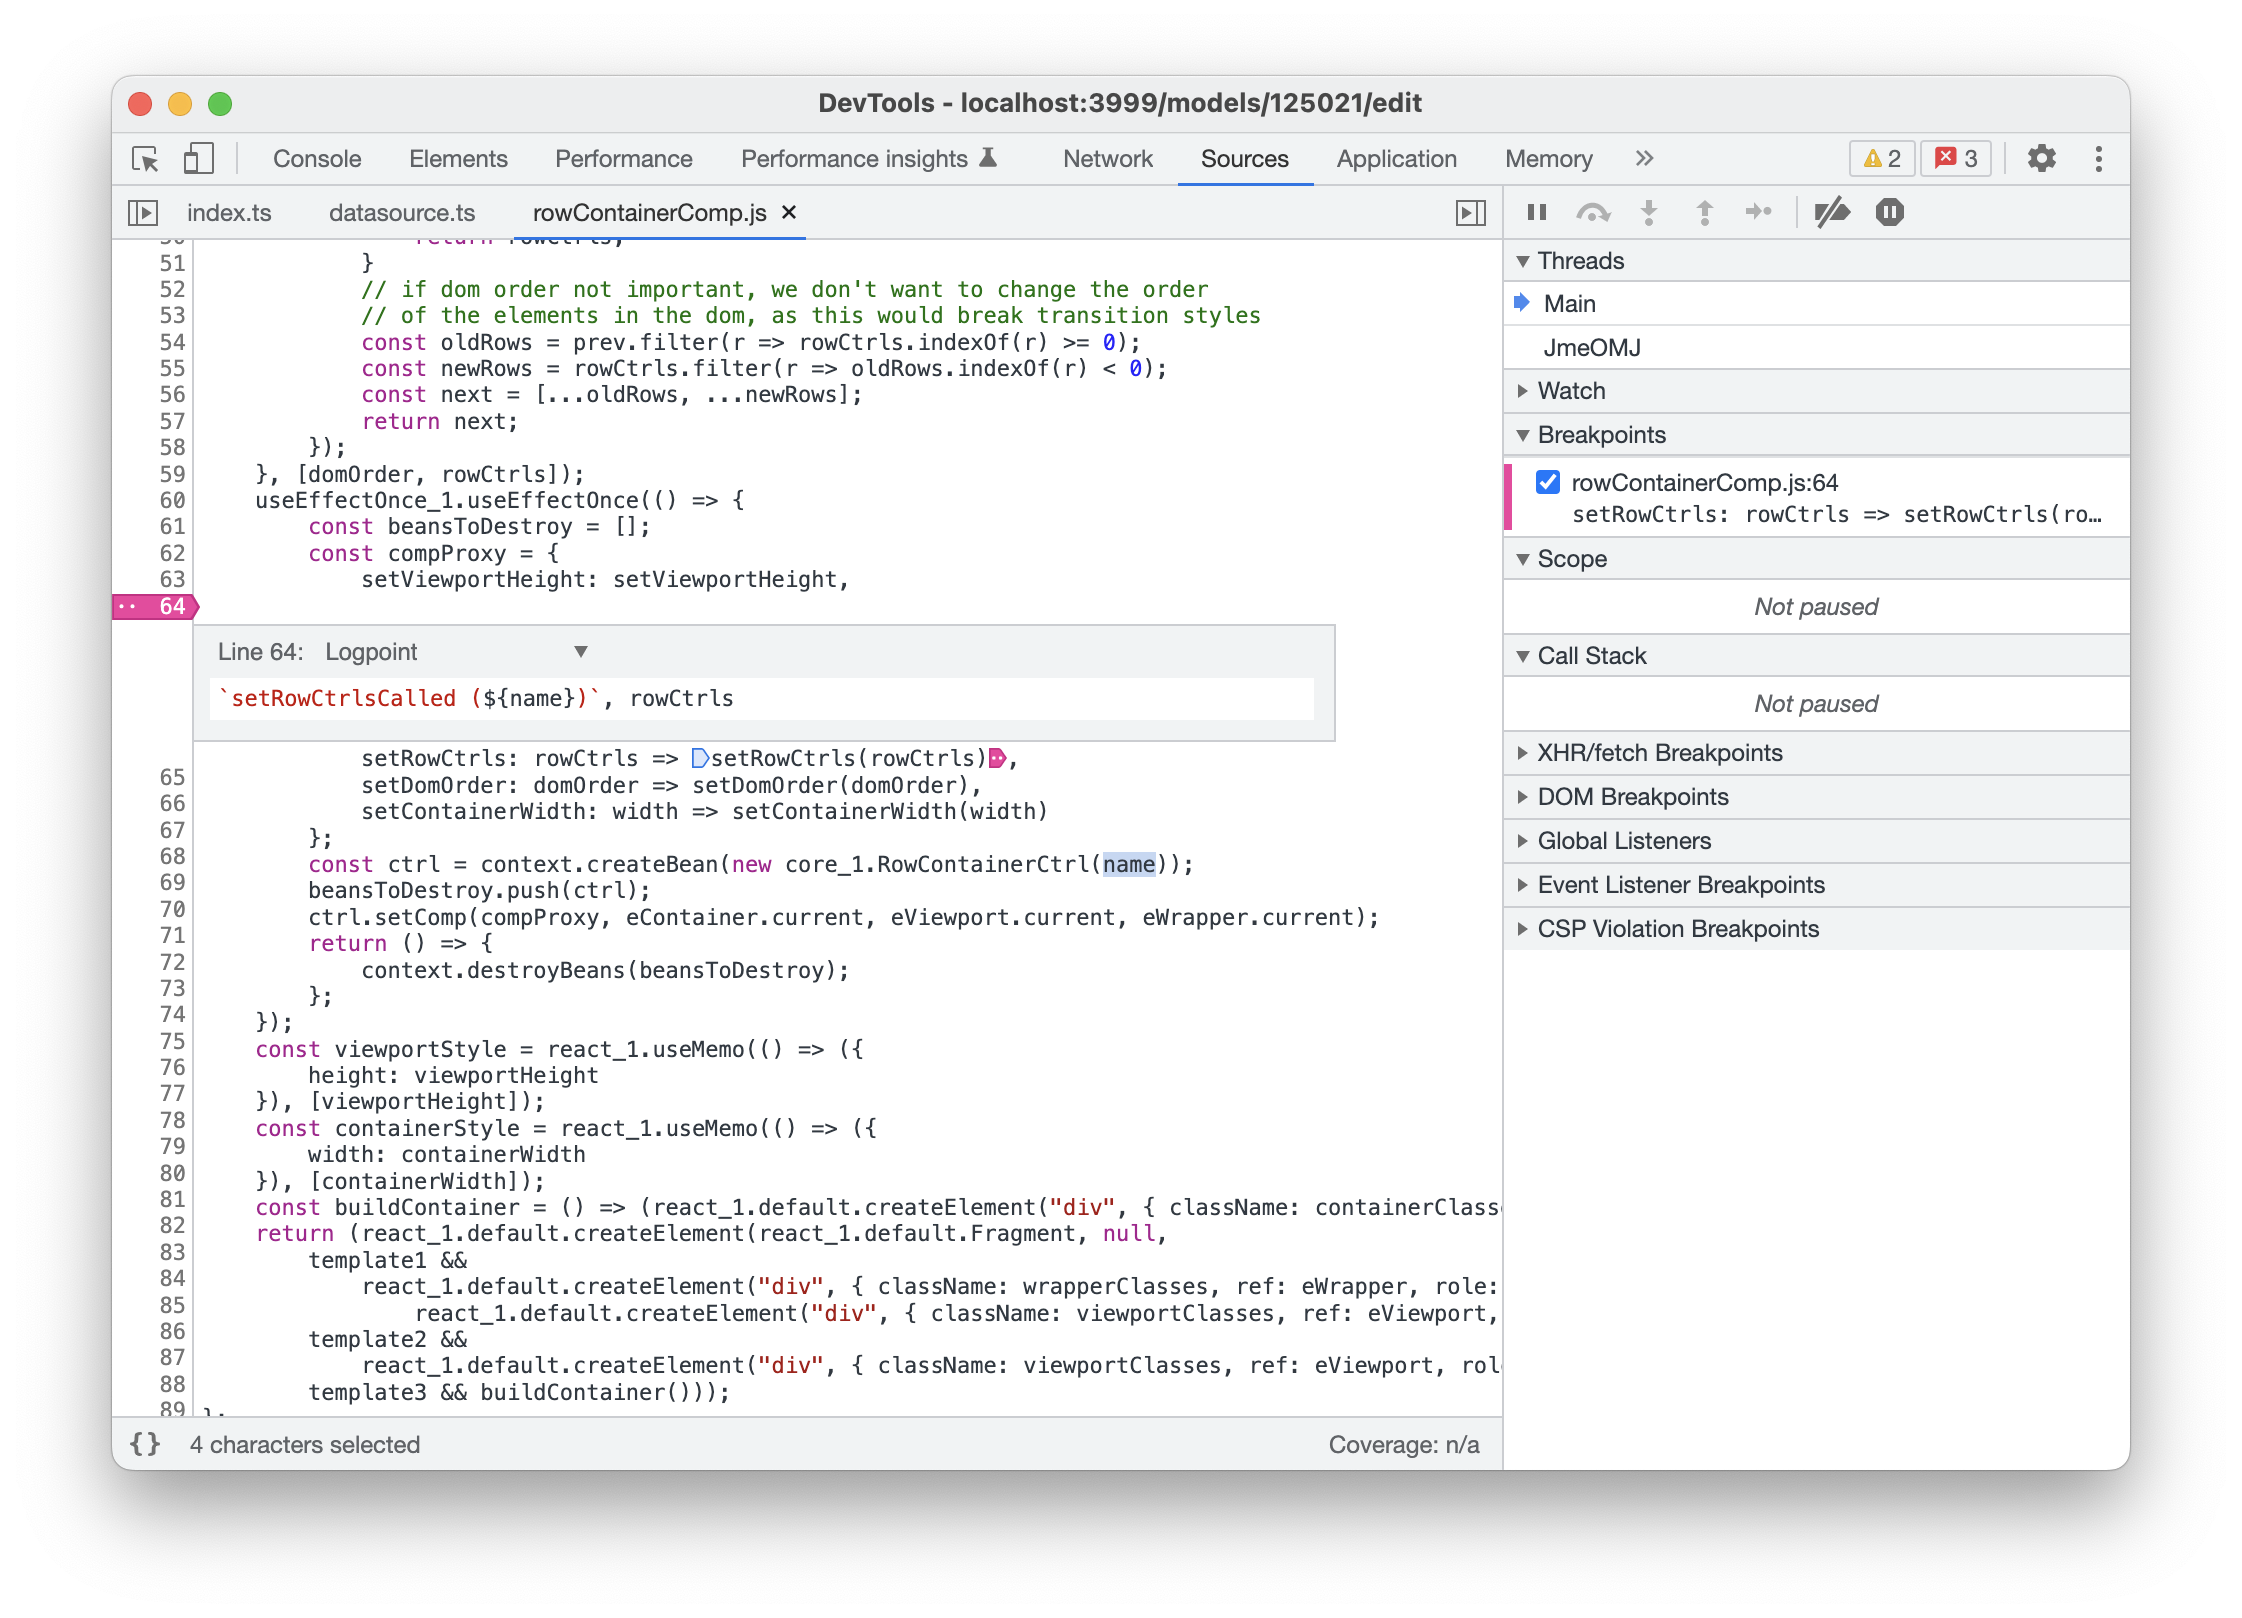 DevTools - localhost:3999/models/125021/edit
Console Elements Performance Performance insights Network Sources Application Memory » 2 3
index.ts datasource.ts rowContainerComp.js ×
51 }
52 // if dom order not important, we don't want to change the order
53 // of the elements in the dom, as this would break transition styles
54 const oldRows = prev.filter(r => rowCtrls.indexOf(r) >= 0);
55 const newRows = rowCtrls.filter(r => oldRows.indexOf(r) < 0);
56 const next = [...oldRows, ...newRows];
57 return next;
58 });
59 }, [domOrder, rowCtrls]);
60 useEffectOnce_1.useEffectOnce(() => {
61 const beansToDestroy = [];
62 const compProxy = {
63 setViewportHeight: setViewportHeight,
64
Line 64: Logpoint
`setRowCtrlsCalled (${name})`, rowCtrls
setRowCtrls: rowCtrls => setRowCtrls(rowCtrls),
65 setDomOrder: domOrder => setDomOrder(domOrder),
66 setContainerWidth: width => setContainerWidth(width)
67 };
68 const ctrl = context.createBean(new core_1.RowContainerCtrl(name));
69 beansToDestroy.push(ctrl);
70 ctrl.setComp(compProxy, eContainer.current, eViewport.current, eWrapper.current);
71 return () => {
72 context.destroyBeans(beansToDestroy);
73 };
74 });
75 const viewportStyle = react_1.useMemo(() => ({
76 height: viewportHeight
77 }), [viewportHeight]);
78 const containerStyle = react_1.useMemo(() => ({
79 width: containerWidth
80 }), [containerWidth]);
81 const buildContainer = () => (react_1.default.createElement("div", { className: containerClass
82 return (react_1.default.createElement(react_1.default.Fragment, null,
83 template1 &&
84 react_1.default.createElement("div", { className: wrapperClasses, ref: eWrapper, role:
85 react_1.default.createElement("div", { className: viewportClasses, ref: eViewport,
86 template2 &&
87 react_1.default.createElement("div", { className: viewportClasses, ref: eViewport, rol
88 template3 && buildContainer()));
89
{} 4 characters selected Coverage: n/a
Threads
Main
JmeOMJ
Watch
Breakpoints
rowContainerComp.js:64
setRowCtrls: rowCtrls => setRowCtrls(ro…
Scope
Not paused
Call Stack
Not paused
XHR/fetch Breakpoints
DOM Breakpoints
Global Listeners
Event Listener Breakpoints
CSP Violation Breakpoints